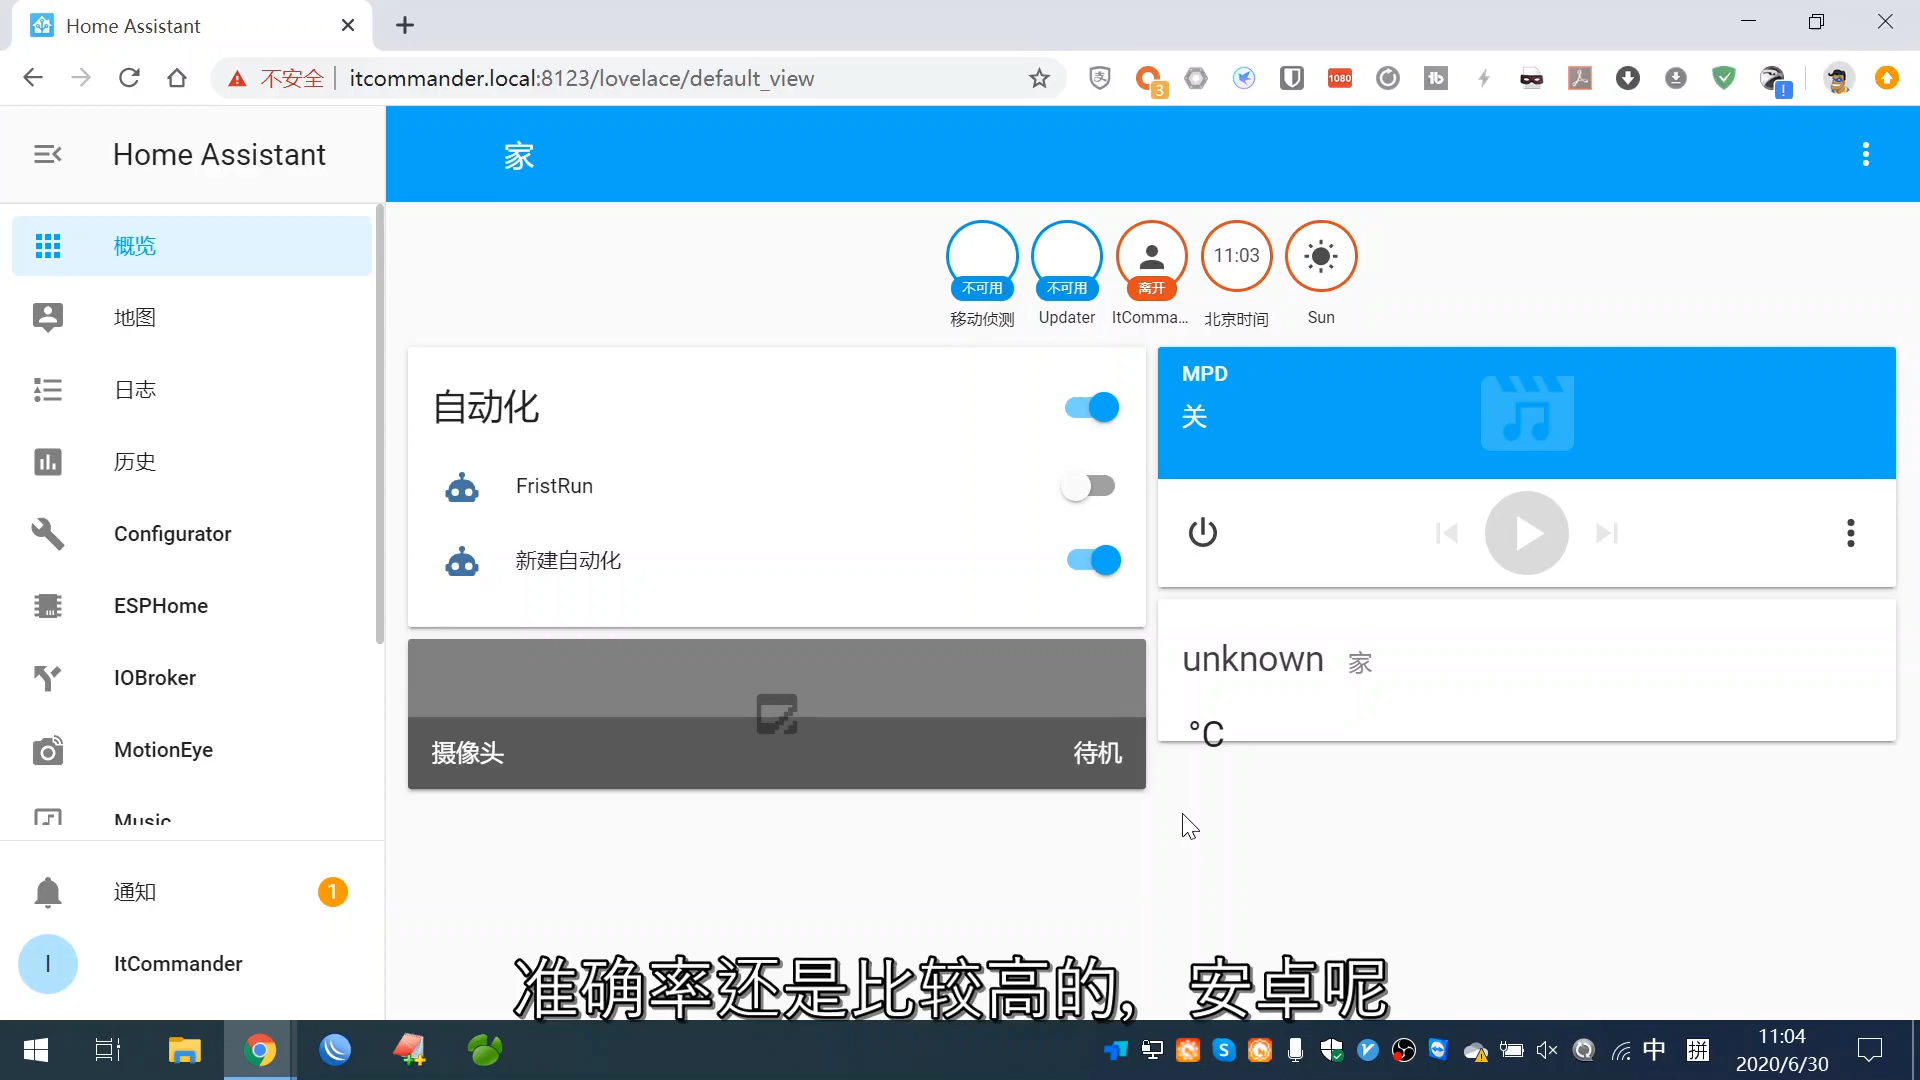 Home Assistant
不安全 itcommander.local:8123/lovelace/default_view
3
1080
Home Assistant
家
概览
地图
日志
历史
Configurator
ESPHome
IOBroker
MotionEye
Music
通知
1
I
ItCommander
不可用
移动侦测
不可用
Updater
离开
ItComma...
11:03
北京时间
Sun
自动化
FristRun
新建自动化
摄像头
待机
MPD
关
unknown 家
°C
准确率还是比较高的, 安卓呢
中
拼
11:04
2020/6/30